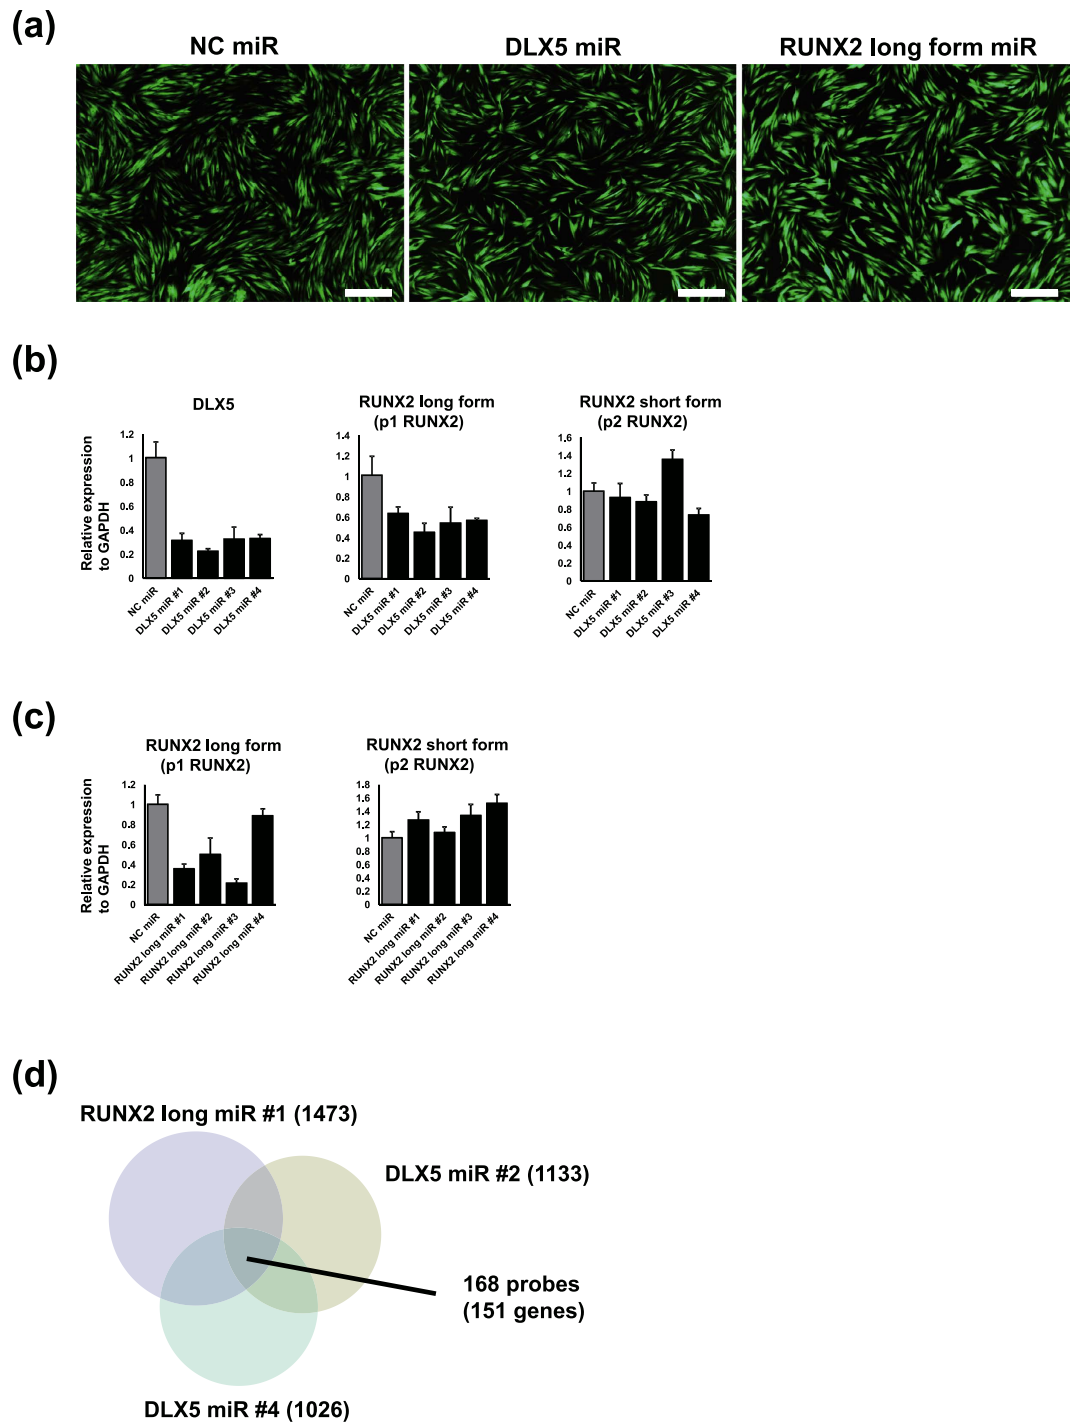 (a)
NC miR
DLX5 miR
RUNX2 long form miR
(b)
DLX5
Relative expression
to GAPDH
1.2
1
0.8
0.6
0.4
0.2
0
NC miR
DLX5 miR #1
DLX5 miR #2
DLX5 miR #3
DLX5 miR #4
RUNX2 long form
(p1 RUNX2)
1.4
1.2
1
0.8
0.6
0.4
0.2
0
NC miR
DLX5 miR #1
DLX5 miR #2
DLX5 miR #3
DLX5 miR #4
RUNX2 short form
(p2 RUNX2)
1.6
1.4
1.2
1
0.8
0.6
0.4
0.2
0
NC miR
DLX5 miR #1
DLX5 miR #2
DLX5 miR #3
DLX5 miR #4
(c)
RUNX2 long form
(p1 RUNX2)
Relative expression
to GAPDH
1.2
1
0.8
0.6
0.4
0.2
0
NC miR
RUNX2 long miR #1
RUNX2 long miR #2
RUNX2 long miR #3
RUNX2 long miR #4
RUNX2 short form
(p2 RUNX2)
1.8
1.6
1.4
1.2
1
0.8
0.6
0.4
0.2
0
NC miR
RUNX2 long miR #1
RUNX2 long miR #2
RUNX2 long miR #3
RUNX2 long miR #4
(d)
RUNX2 long miR #1 (1473)
DLX5 miR #2 (1133)
168 probes
(151 genes)
DLX5 miR #4 (1026)